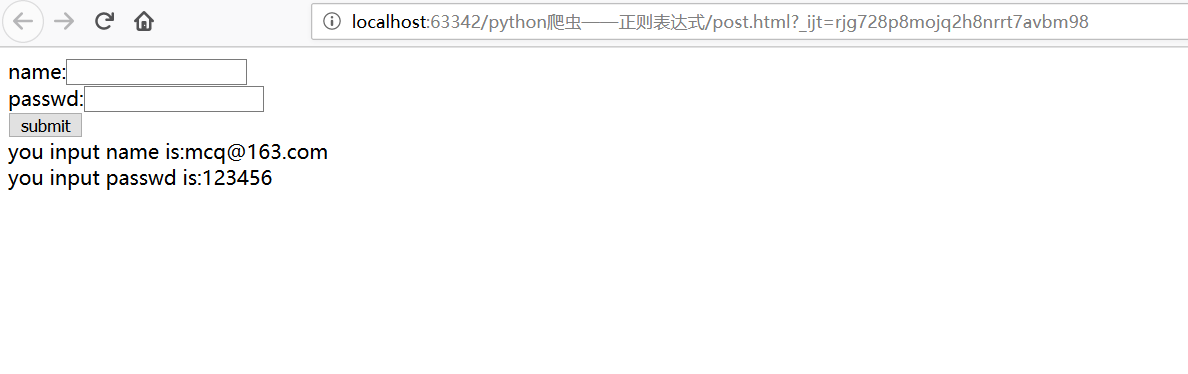 localhost:63342/python爬虫——正则表达式/post.html?_ijt=rjg728p8mojq2h8nrrt7avbm98
name:
passwd:
submit
you input name is:mcq@163.com
you input passwd is:123456